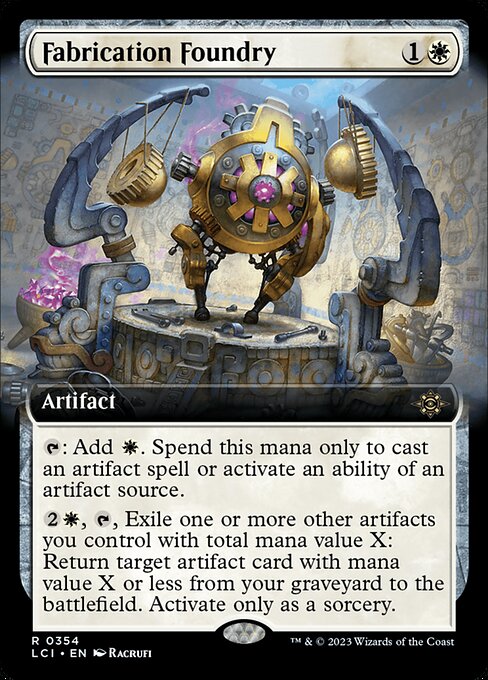 Fabrication Foundry 1
Artifact
: Add . Spend this mana only to cast
an artifact spell or activate an ability of an
artifact source.
2 , , Exile one or more other artifacts
you control with total mana value X:
Return target artifact card with mana
value X or less from your graveyard to the
battlefield. Activate only as a sorcery.
R 0354
LCI • EN Racrufi
™ & © 2023 Wizards of the Coast